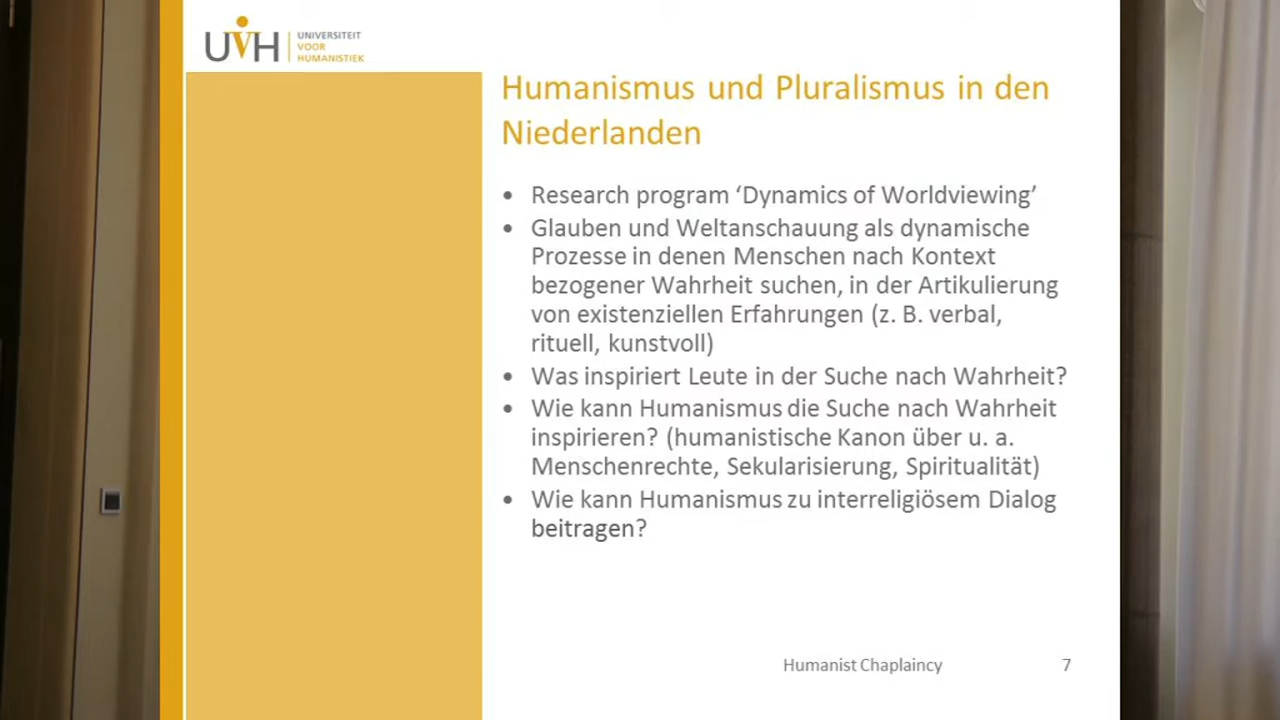 UVH
UNIVERSITEIT
VOOR
HUMANISTIEK
Humanismus und Pluralismus in den
Niederlanden
• Research program ‘Dynamics of Worldviewing’
• Glauben und Weltanschauung als dynamische
Prozesse in denen Menschen nach Kontext
bezogener Wahrheit suchen, in der Artikulierung
von existenziellen Erfahrungen (z. B. verbal,
rituell, kunstvoll)
• Was inspiriert Leute in der Suche nach Wahrheit?
• Wie kann Humanismus die Suche nach Wahrheit
inspirieren? (humanistische Kanon über u. a.
Menschenrechte, Sekularisierung, Spiritualität)
• Wie kann Humanismus zu interreligiösem Dialog
beitragen?
Humanist Chaplaincy 7